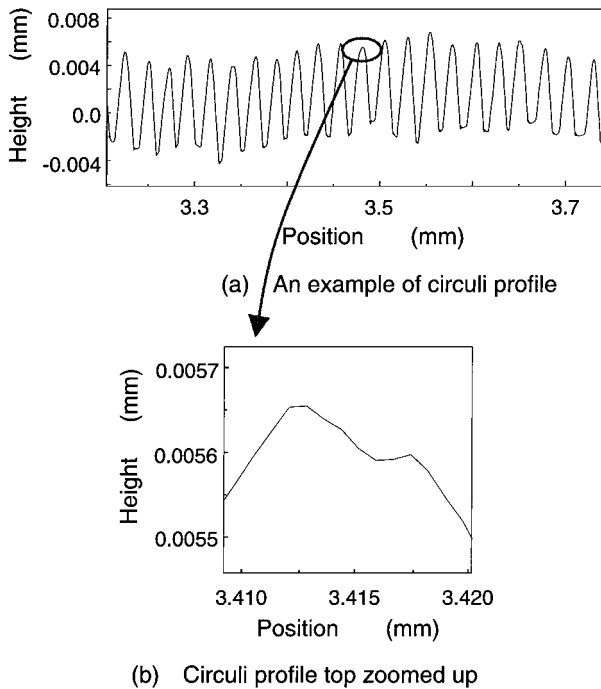 0.008
0.004
0.0
-0.004
Height (mm)
3.3 3.5 3.7
Position (mm)
(a) An example of circuli profile
0.0057
0.0056
0.0055
Height (mm)
3.410 3.415 3.420
Position (mm)
(b) Circuli profile top zoomed up